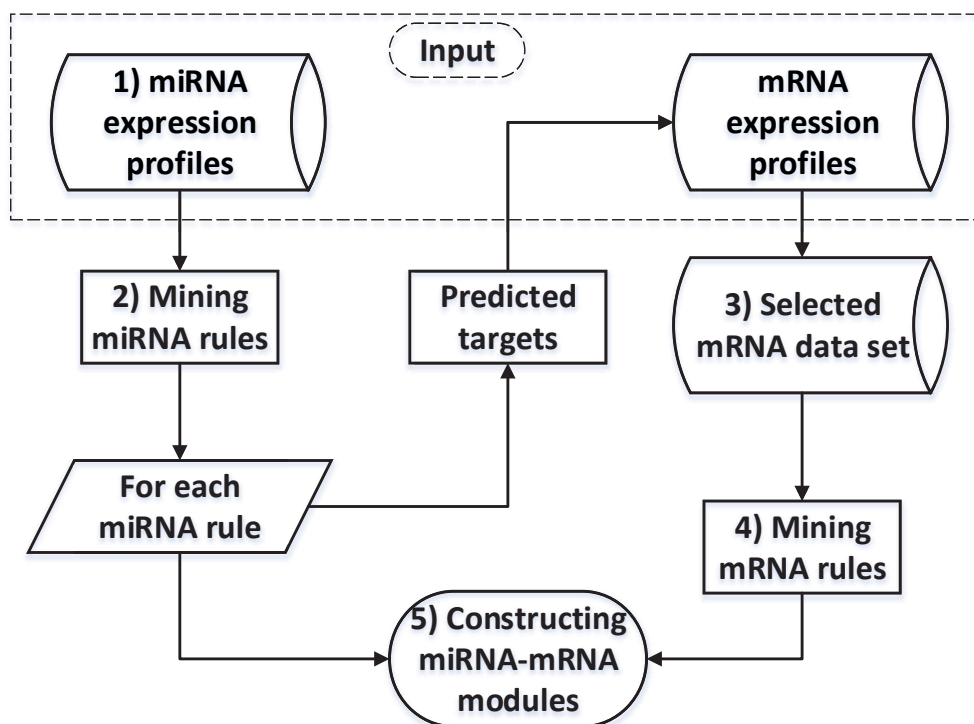 Input
1) miRNA
expression
profiles
mRNA
expression
profiles
2) Mining
miRNA rules
Predicted
targets
3) Selected
mRNA data set
For each
miRNA rule
4) Mining
mRNA rules
5) Constructing
miRNA-mRNA
modules